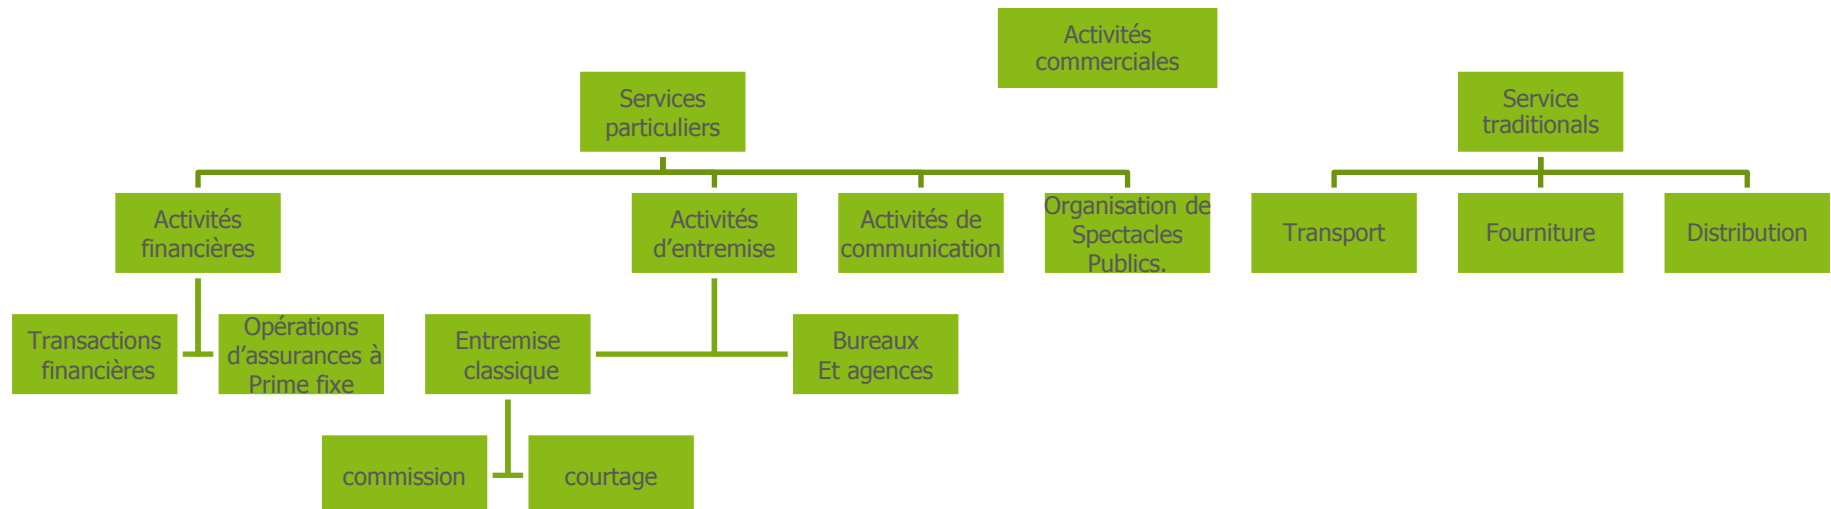 Activités
commerciales
Services
particuliers
Service
traditionals
Activités
financières
Activités
d'entremise
Activités de
communication
Organisation de
Spectacles
Publics.
Transport
Fourniture
Distribution
Transactions
financières
Opérations
d'assurances à
Prime fixe
Entremise
classique
Bureaux
Et agences
commission
courtage